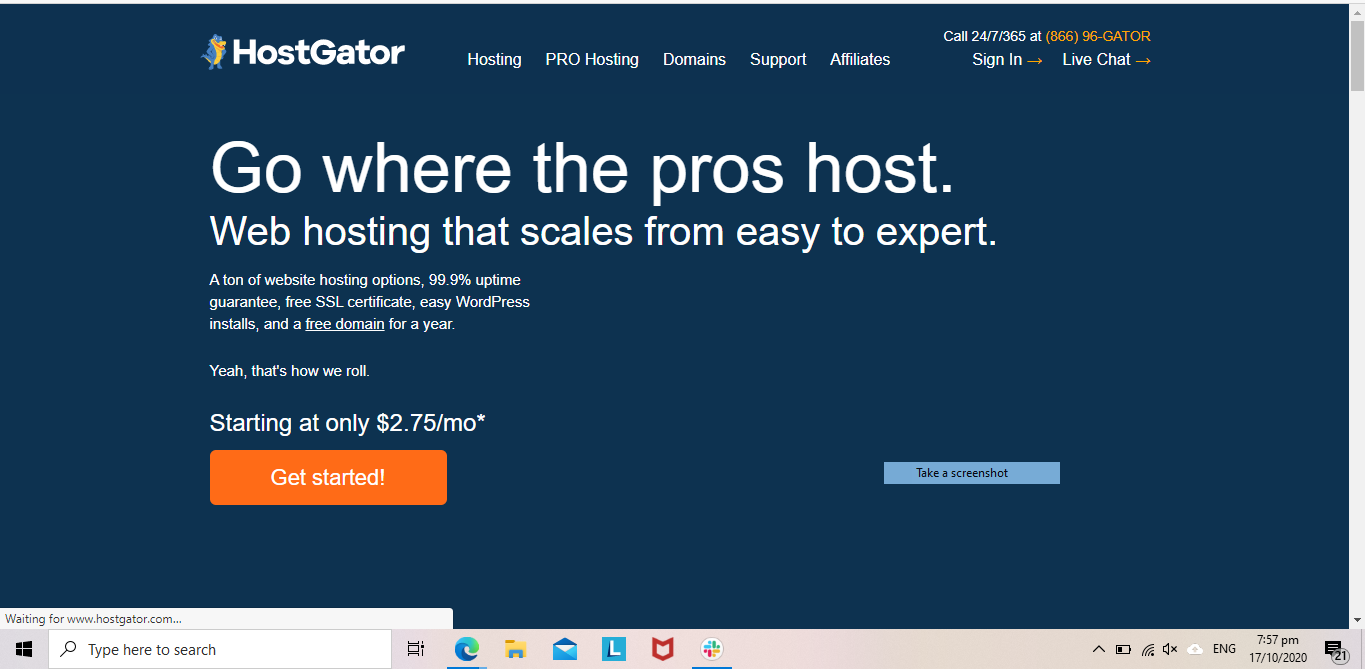 HostGator
Hosting PRO Hosting Domains Support Affiliates
Call 24/7/365 at (866) 96-GATOR
Sign In → Live Chat →
Go where the pros host.
Web hosting that scales from easy to expert.
A ton of website hosting options, 99.9% uptime
guarantee, free SSL certificate, easy WordPress
installs, and a free domain for a year.
Yeah, that's how we roll.
Starting at only $2.75/mo*
Get started!
Take a screenshot
Waiting for www.hostgator.com...
Type here to search
L
ENG
7:57 pm
17/10/2020
21